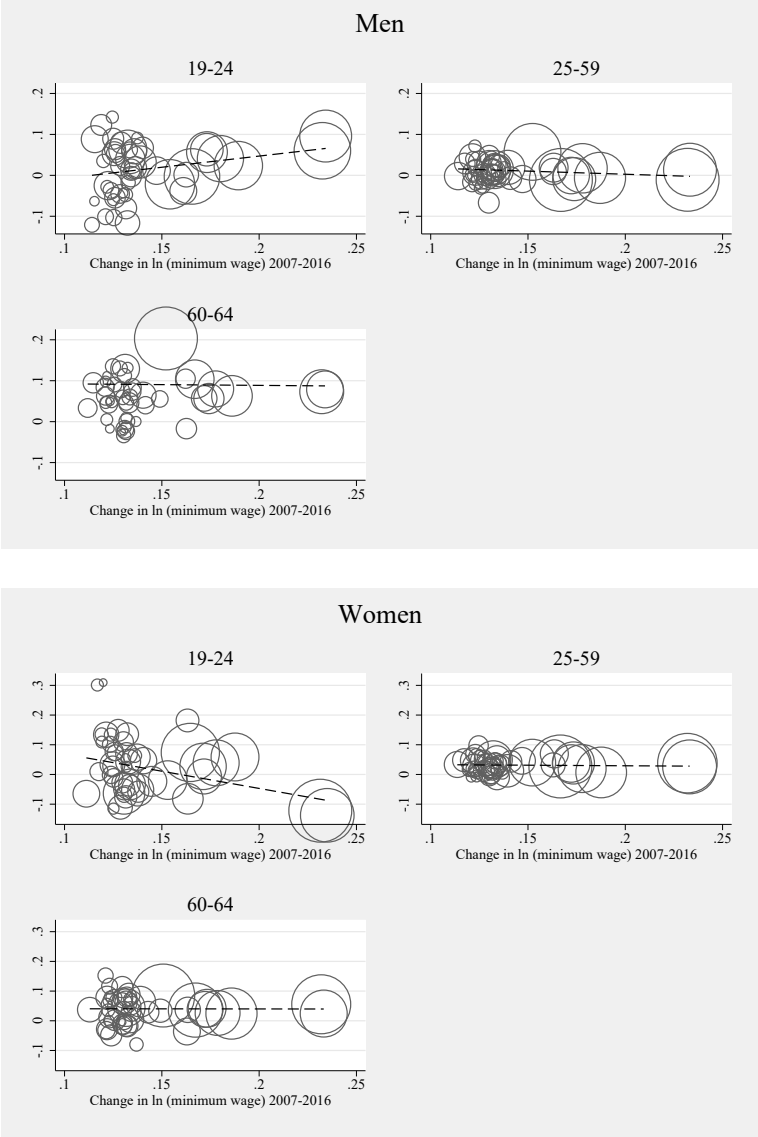 Men
19-24
25-59
.2
.1
0
-.1
.1 .15 .2 .25
Change in ln (minimum wage) 2007-2016
.2
.1
0
-.1
.1 .15 .2 .25
Change in ln (minimum wage) 2007-2016
60-64
.2
.1
0
-.1
.1 .15 .2 .25
Change in ln (minimum wage) 2007-2016
Women
19-24
25-59
.3
.2
.1
0
-.1
.1 .15 .2 .25
Change in ln (minimum wage) 2007-2016
.3
.2
.1
0
-.1
.1 .15 .2 .25
Change in ln (minimum wage) 2007-2016
60-64
.3
.2
.1
0
-.1
.1 .15 .2 .25
Change in ln (minimum wage) 2007-2016